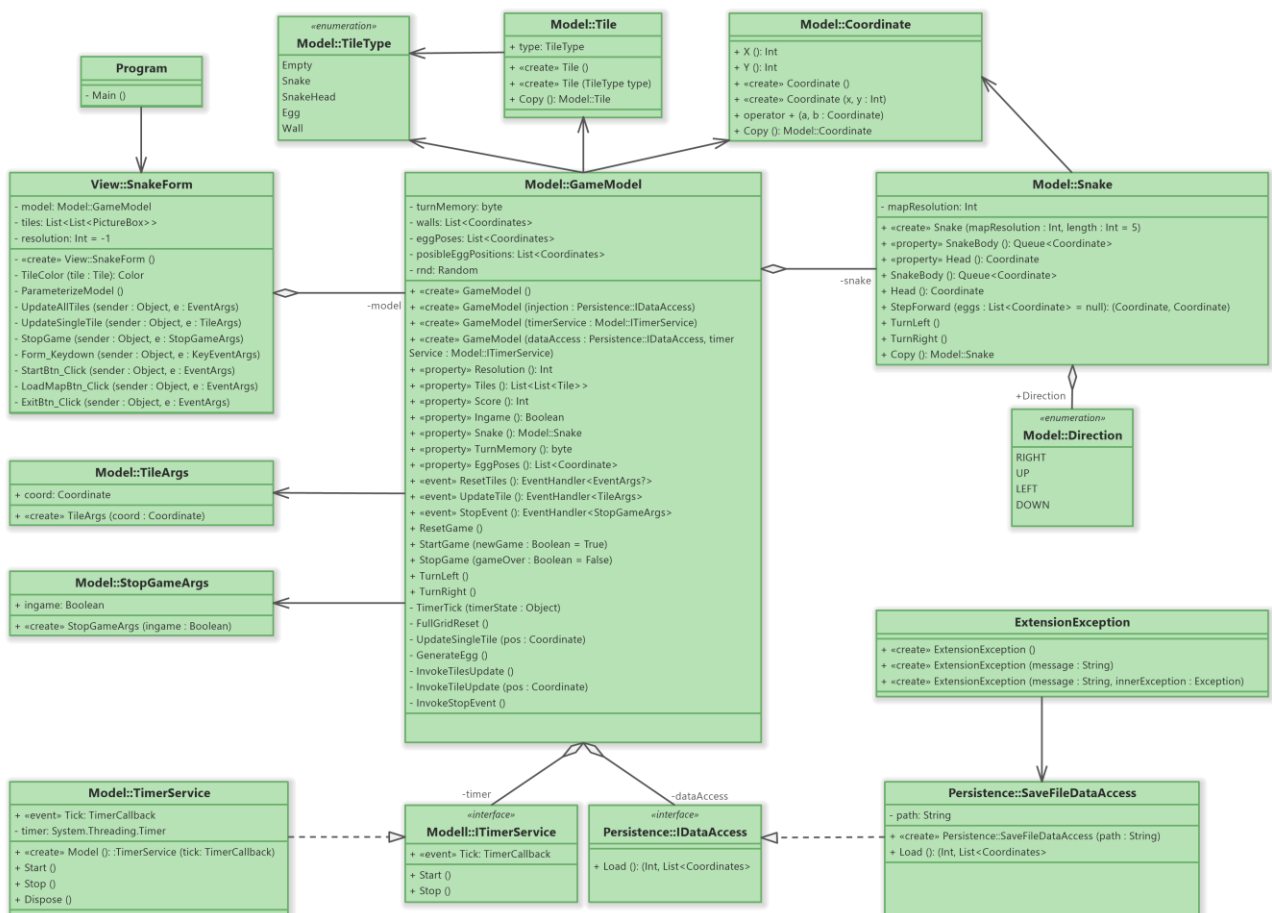 Program
- Main ()
«enumeration»
Model::TileType
Empty
Snake
SnakeHead
Egg
Wall
Model::Tile
+ type: TileType
+ «create» Tile ()
+ «create» Tile (TileType type)
+ Copy (): Model::Tile
Model::Coordinate
+ X (): Int
+ Y (): Int
+ «create» Coordinate ()
+ «create» Coordinate (x, y : Int)
+ operator + (a, b : Coordinate)
+ Copy (): Model::Coordinate
View::SnakeForm
- model: Model::GameModel
- tiles: List<List<PictureBox>>
- resolution: Int = -1
- «create» View::SnakeForm ()
- TileColor (tile : Tile): Color
- ParameterizeModel ()
- UpdateAllTiles (sender : Object, e : EventArgs)
- UpdateSingleTile (sender : Object, e : TileArgs)
- StopGame (sender : Object, e : StopGameArgs)
- Form_Keydown (sender : Object, e : KeyEventArgs)
- StartBtn_Click (sender : Object, e : EventArgs)
- LoadMapBtn_Click (sender : Object, e : EventArgs)
- ExitBtn_Click (sender : Object, e : EventArgs)
-model
Model::GameModel
- turnMemory: byte
- walls: List<Coordinates>
- eggPoses: List<Coordinates>
- posibleEggPositions: List<Coordinates>
- rnd: Random
+ «create» GameModel ()
+ «create» GameModel (injection : Persistence::IDataAccess)
+ «create» GameModel (timerService : Model::ITimerService)
+ «create» GameModel (dataAccess : Persistence::IDataAccess, timer
Service : Model::ITimerService)
+ «property» Resolution (): Int
+ «property» Tiles (): List<List<Tile>>
+ «property» Score (): Int
+ «property» Ingame (): Boolean
+ «property» Snake (): Model::Snake
+ «property» TurnMemory (): byte
+ «property» EggPoses (): List<Coordinate>
+ «event» ResetTiles (): EventHandler<EventArgs?>
+ «event» UpdateTile (): EventHandler<TileArgs>
+ «event» StopEvent (): EventHandler<StopGameArgs>
+ ResetGame ()
+ StartGame (newGame : Boolean = True)
+ StopGame (gameOver : Boolean = False)
+ TurnLeft ()
+ TurnRight ()
- TimerTick (timerState : Object)
- FullGridReset ()
- UpdateSingleTile (pos : Coordinate)
- GenerateEgg ()
- InvokeTilesUpdate ()
- InvokeTileUpdate (pos : Coordinate)
- InvokeStopEvent ()
-snake
Model::Snake
- mapResolution: Int
+ «create» Snake (mapResolution : Int, length : Int = 5)
+ «property» SnakeBody (): Queue<Coordinate>
+ «property» Head (): Coordinate
+ SnakeBody (): Queue<Coordinate>
+ Head (): Coordinate
+ StepForward (eggs : List<Coordinate> = null): (Coordinate, Coordinate)
+ TurnLeft ()
+ TurnRight ()
+ Copy (): Model::Snake
+Direction
«enumeration»
Model::Direction
RIGHT
UP
LEFT
DOWN
Model::TileArgs
+ coord: Coordinate
+ «create» TileArgs (coord : Coordinate)
Model::StopGameArgs
+ ingame: Boolean
+ «create» StopGameArgs (ingame : Boolean)
ExtensionException
+ «create» ExtensionException ()
+ «create» ExtensionException (message : String)
+ «create» ExtensionException (message : String, innerException : Exception)
Model::TimerService
+ «event» Tick: TimerCallback
- timer: System.Threading.Timer
+ «create» Model (): :TimerService (tick: TimerCallback)
+ Start ()
+ Stop ()
+ Dispose ()
-timer
«interface»
Modell::ITimerService
+ «event» Tick: TimerCallback
+ Start ()
+ Stop ()
-dataAccess
«interface»
Persistence::IDataAccess
+ Load (): (Int, List<Coordinates>
Persistence::SaveFileDataAccess
- path: String
+ «create» Persistence::SaveFileDataAccess (path : String)
+ Load (): (Int, List<Coordinates>